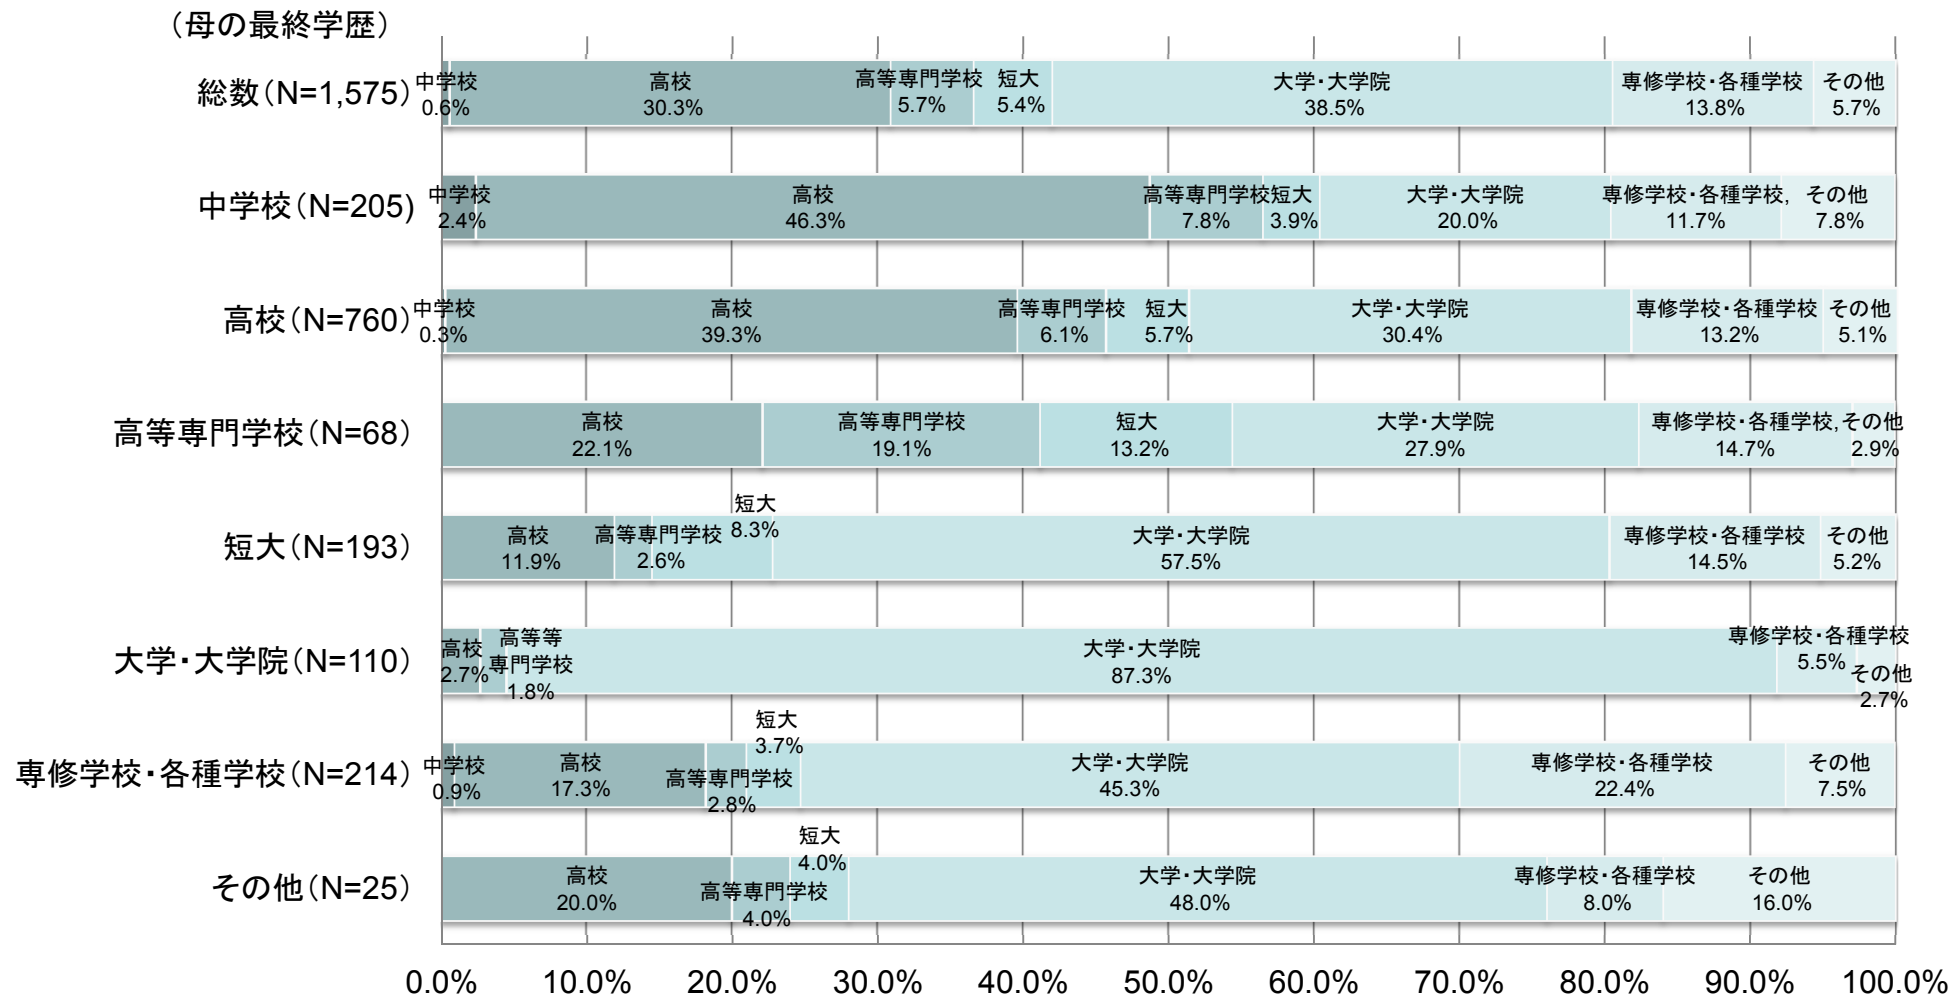 （母の最終学歴）
総数（N=1,575）
中学校 高校 高等専門学校 短大 大学・大学院 専修学校・各種学校 その他
0.6% 30.3% 5.7% 5.4% 38.5% 13.8% 5.7%
中学校（N=205)
中学校 高校 高等専門学校 短大 大学・大学院 専修学校・各種学校, その他
2.4% 46.3% 7.8% 3.9% 20.0% 11.7% 7.8%
高校（N=760）
中学校 高校 高等専門学校 短大 大学・大学院 専修学校・各種学校 その他
0.3% 39.3% 6.1% 5.7% 30.4% 13.2% 5.1%
高等専門学校（N=68）
高校 高等専門学校 短大 大学・大学院 専修学校・各種学校, その他
22.1% 19.1% 13.2% 27.9% 14.7% 2.9%
短大（N=193）
高校 高等専門学校 短大 大学・大学院 専修学校・各種学校 その他
11.9% 2.6% 8.3% 57.5% 14.5% 5.2%
大学・大学院（N=110）
高校 高等等
専門学校 大学・大学院 専修学校・各種学校 その他
2.7% 1.8% 87.3% 5.5% 2.7%
専修学校・各種学校（N=214）
中学校 高校 高等専門学校 短大 大学・大学院 専修学校・各種学校 その他
0.9% 17.3% 2.8% 3.7% 45.3% 22.4% 7.5%
その他（N=25）
高校 高等専門学校 短大 大学・大学院 専修学校・各種学校 その他
20.0% 4.0% 4.0% 48.0% 8.0% 16.0%
0.0% 10.0% 20.0% 30.0% 40.0% 50.0% 60.0% 70.0% 80.0% 90.0% 100.0%